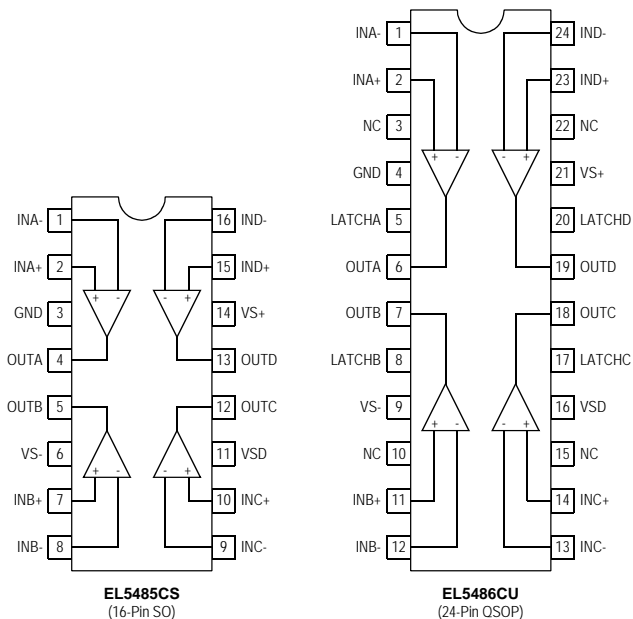 INA- 1 16 IND-
INA+ 2 15 IND+
+ - - +
GND 3 14 VS+
OUTA 4 13 OUTD
OUTB 5 12 OUTC
VS- 6 11 VSD
+ - - +
INB+ 7 10 INC+
INB- 8 9 INC-
EL5485CS
(16-Pin SO)
INA- 1 24 IND-
INA+ 2 23 IND+
NC 3 22 NC
+ - - +
GND 4 21 VS+
LATCHA 5 20 LATCHD
OUTA 6 19 OUTD
OUTB 7 18 OUTC
LATCHB 8 17 LATCHC
VS- 9 16 VSD
+ - - +
NC 10 15 NC
INB+ 11 14 INC+
INB- 12 13 INC-
EL5486CU
(24-Pin QSOP)